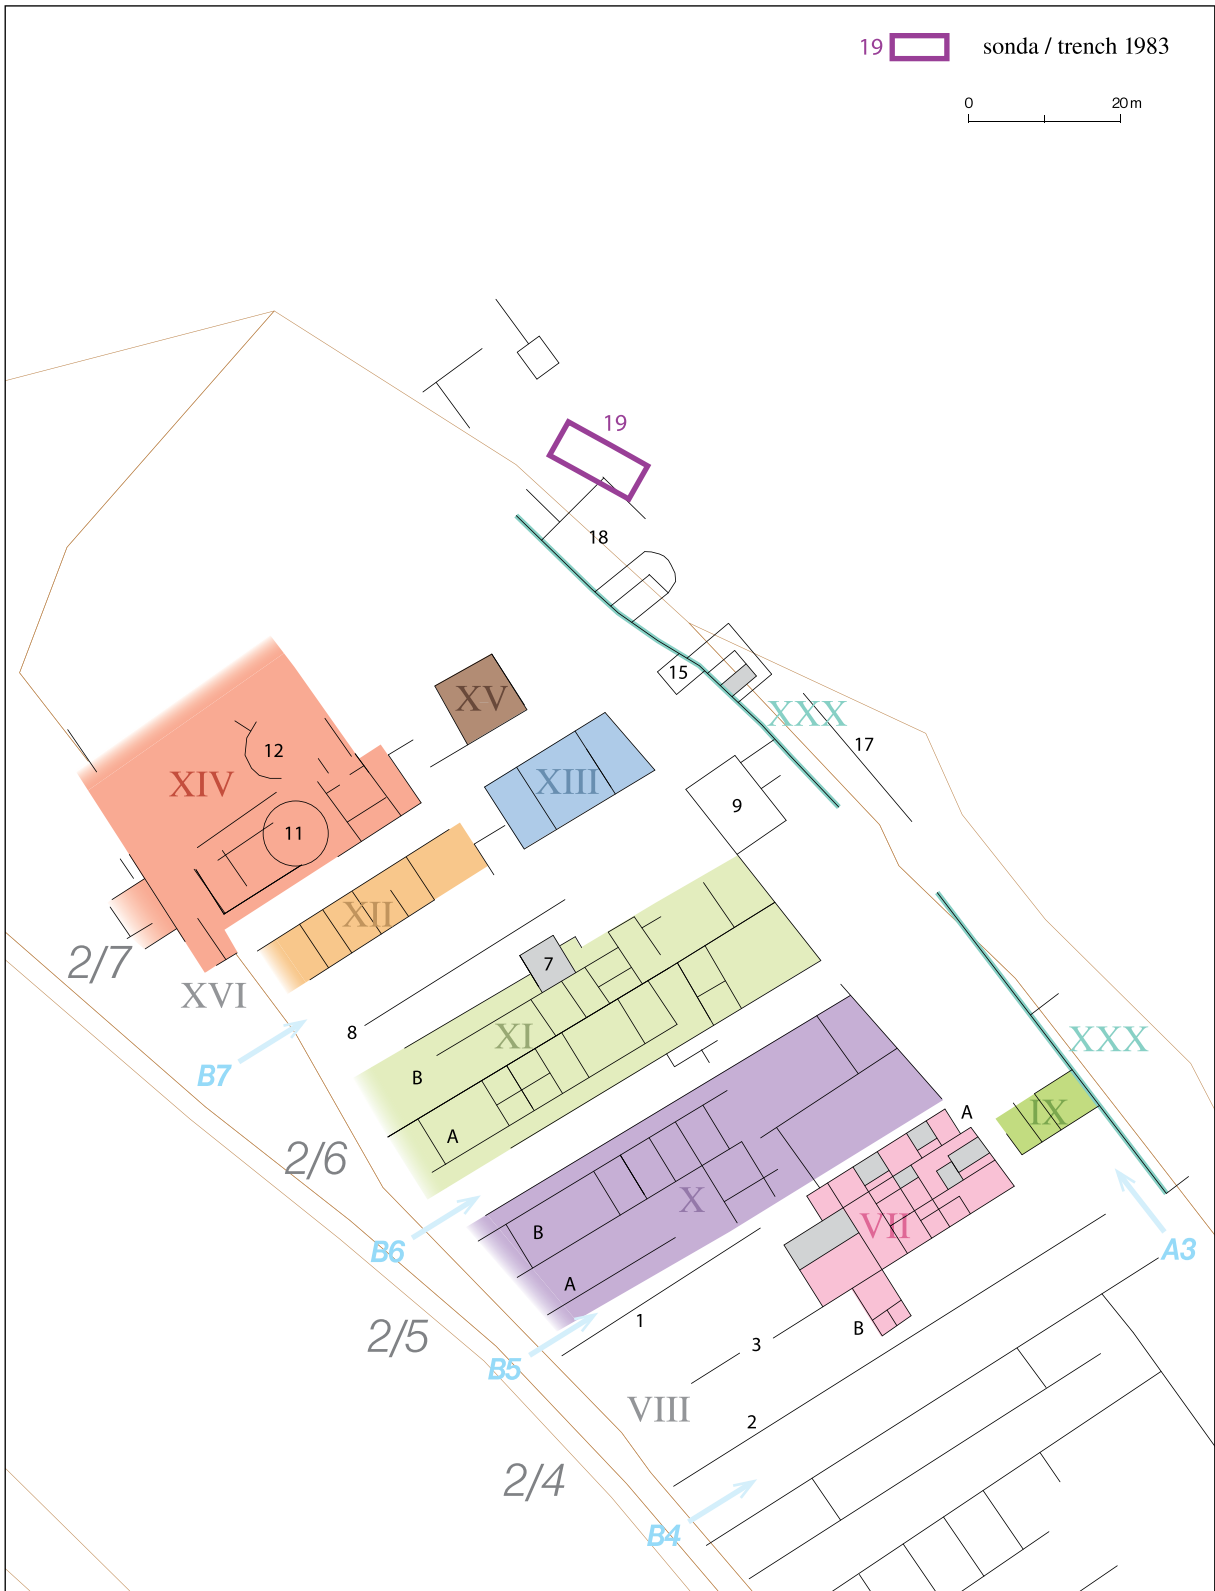 19 sonda / trench 1983
0 20 m
19
18
15
XXX
17
XV
12
XIV
XIII
9
11
XII
2/7
XVI
7
8
XI
B7
B
XXX
A
IX
A
2/6
X
B
VII
B6
A3
A
1
B
2/5
3
B5
VIII
2
2/4
B4